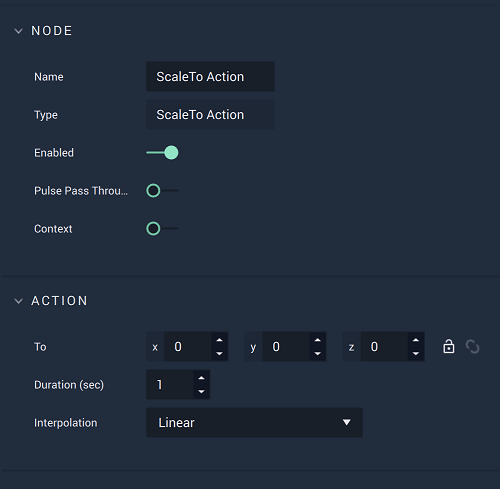 NODE
Name ScaleTo Action
Type ScaleTo Action
Enabled
Pulse Pass Throu...
Context
ACTION
To x 0 y 0 z 0
Duration (sec) 1
Interpolation Linear